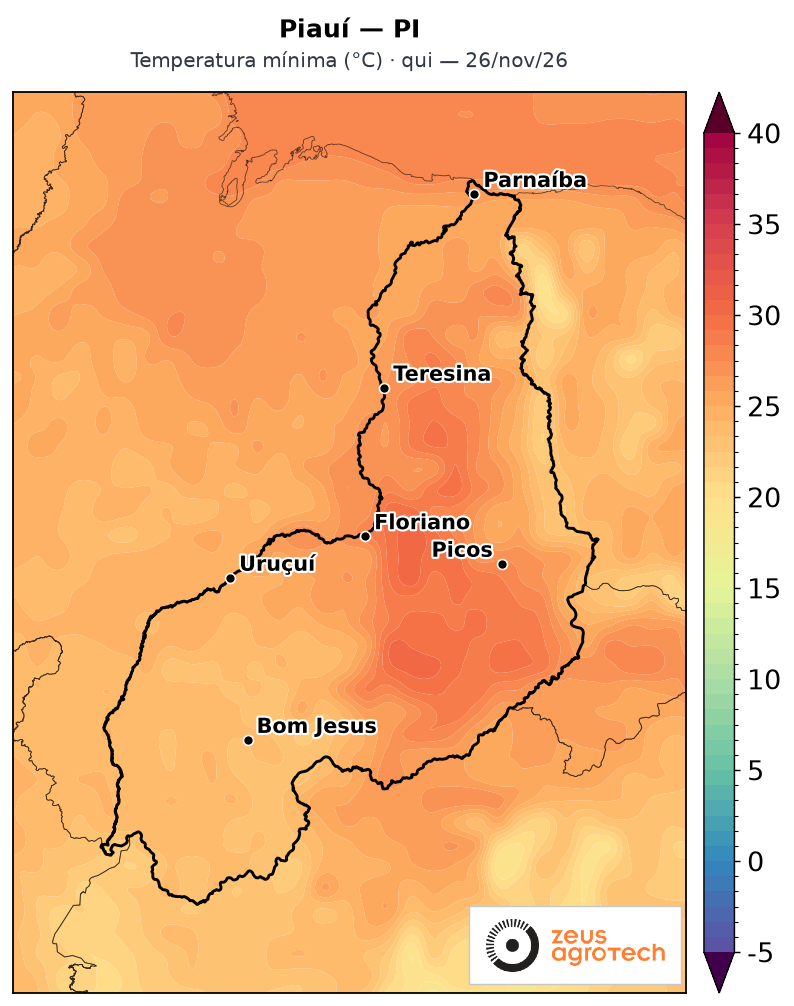 Piauí — PI
Temperatura mínima (°C) · qui — 26/nov/26
Parnaíba
Teresina
Floriano
Picos
Uruçuí
Bom Jesus
40
35
30
25
20
15
10
5
0
-5
zeus
agrotech